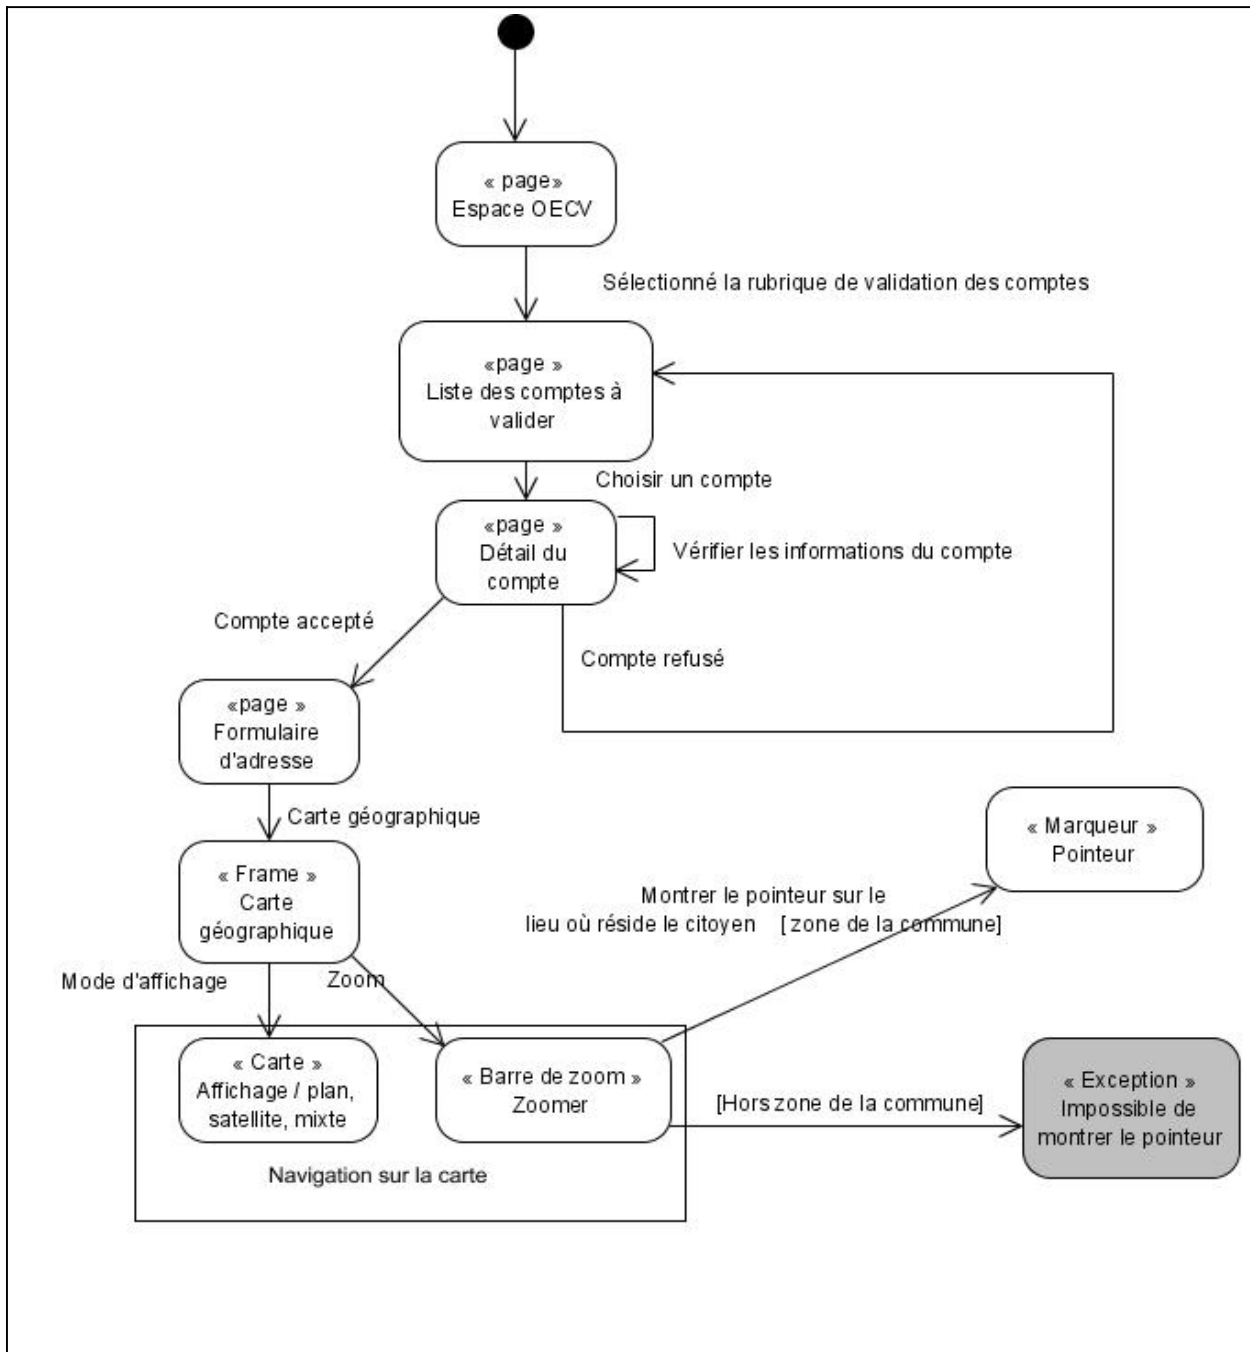 « page»
Espace OECV
Sélectionné la rubrique de validation des comptes
«page »
Liste des comptes à
valider
Choisir un compte
«page »
Détail du
compte
Vérifier les informations du compte
Compte accepté
Compte refusé
«page »
Formulaire
d'adresse
Carte géographique
« Marqueur »
Pointeur
« Frame »
Carte
géographique
Montrer le pointeur sur le
lieu où réside le citoyen [ zone de la commune]
Mode d'affichage
Zoom
« Carte »
Affichage / plan,
satellite, mixte
« Barre de zoom »
Zoomer
[Hors zone de la commune]
« Exception »
Impossible de
montrer le pointeur
Navigation sur la carte